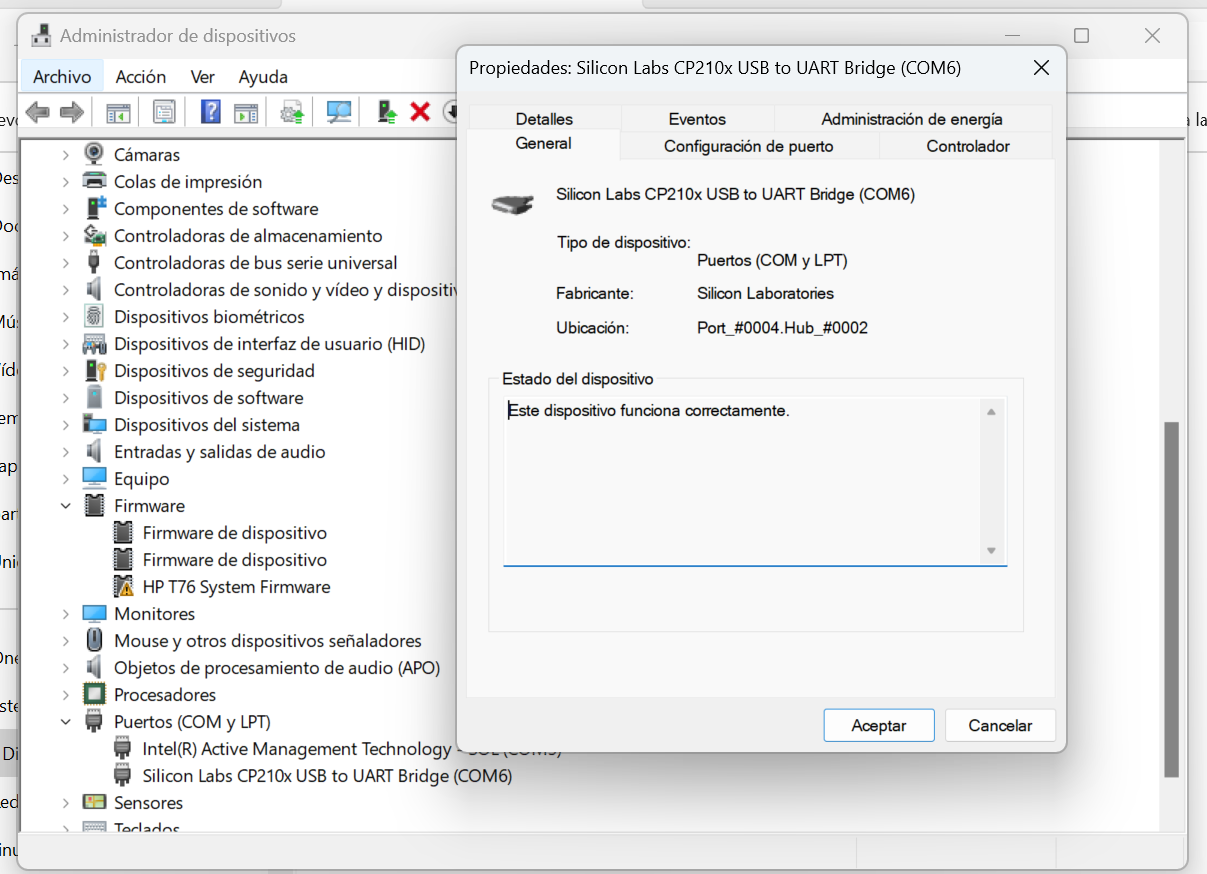 Administrador de dispositivos
Archivo Acción Ver Ayuda
Cámaras
Colas de impresión
Componentes de software
Controladoras de almacenamiento
Controladoras de bus serie universal
Controladoras de sonido y vídeo y
Dispositivos biométricos
Dispositivos de interfaz de usuario (HID)
Dispositivos de seguridad
Dispositivos de software
Dispositivos del sistema
Entradas y salidas de audio
Equipo
Firmware
Firmware de dispositivo
Firmware de dispositivo
HP T76 System Firmware
Monitores
Mouse y otros dispositivos señaladores
Objetos de procesamiento de audio (APO)
Procesadores
Puertos (COM y LPT)
Intel(R) Active Management Technology -
Silicon Labs CP210x USB to UART Bridge (COM6)
Sensores
Teclados
Propiedades: Silicon Labs CP210x USB to UART Bridge (COM6)
Detalles Eventos Administración de energía
General Configuración de puerto Controlador
Silicon Labs CP210x USB to UART Bridge (COM6)
Tipo de dispositivo:
Puertos (COM y LPT)
Fabricante: Silicon Laboratories
Ubicación: Port_#0004.Hub_#0002
Estado del dispositivo
Este dispositivo funciona correctamente.
Aceptar Cancelar